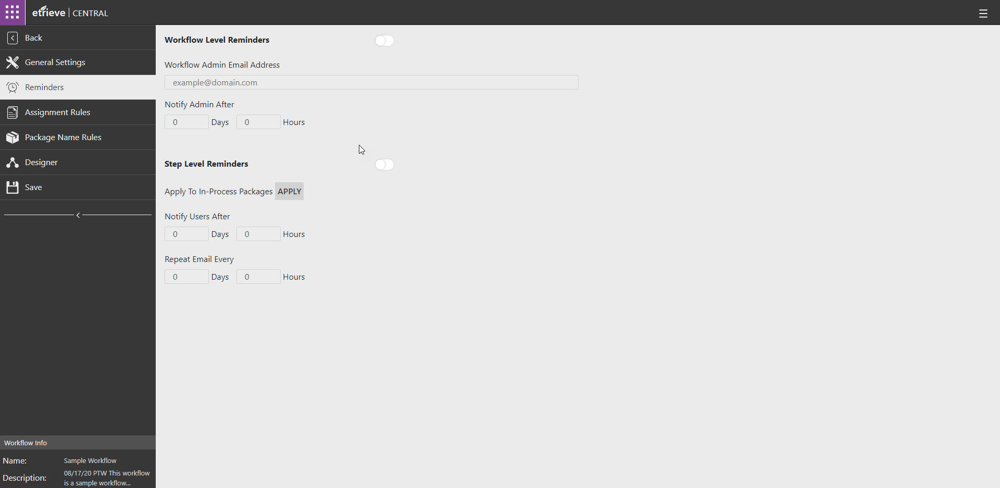 etrieve | CENTRAL
Back
General Settings
Reminders
Assignment Rules
Package Name Rules
Designer
Save
Workflow Info
Name: Sample Workflow
Description: 08/17/20 PTW This workflow
is a sample workflow...
Workflow Level Reminders
Workflow Admin Email Address
example@domain.com
Notify Admin After
0 Days 0 Hours
Step Level Reminders
Apply To In-Process Packages APPLY
Notify Users After
0 Days 0 Hours
Repeat Email Every
0 Days 0 Hours